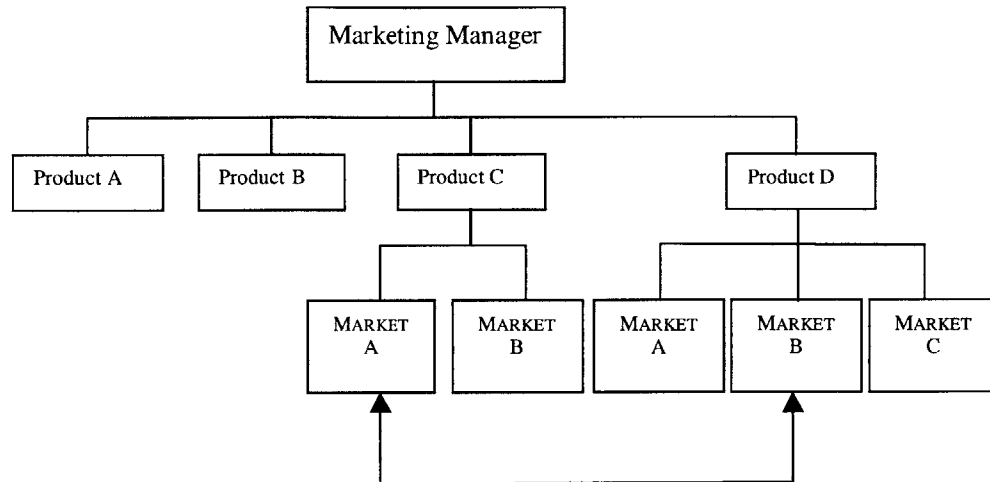 Marketing Manager
Product A
Product B
Product C
Product D
MARKET
A
MARKET
B
MARKET
A
MARKET
B
MARKET
C